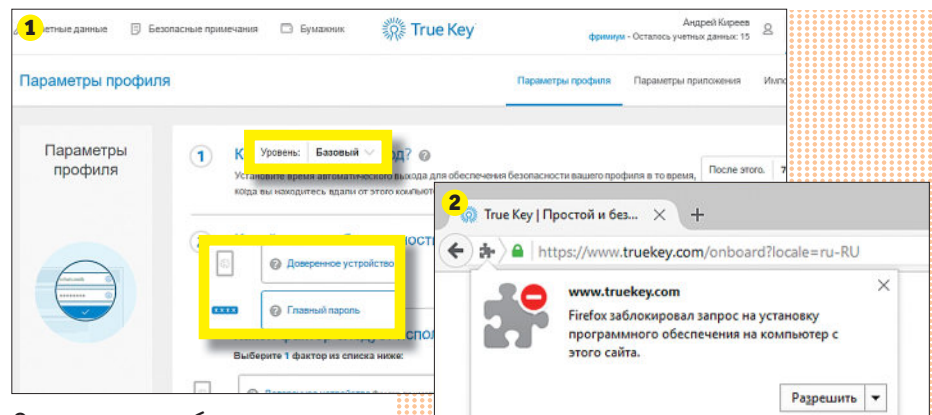 1
етные данные
Безопасные примечания
Бумажник
True Key
Андрей Киреев
фримиум - Осталось учетных данных: 15
Параметры профиля
Параметры профиля
Параметры приложения
Импо
Параметры
профиля
1
К
Уровень: Базовый
од?
Установите время автоматического выхода для обеспечения безопасности вашего профиля в то время,
когда вы находитесь вдали от этого компьюте
После этого.
7
Доверенное устройство
Главный пароль
Выберите 1 фактор из списка ниже:
2
True Key | Простой и без...
https://www.truekey.com/onboard?locale=ru-RU
www.truekey.com
Firefox заблокировал запрос на установку
программного обеспечения на компьютер с
этого сайта.
Разрешить